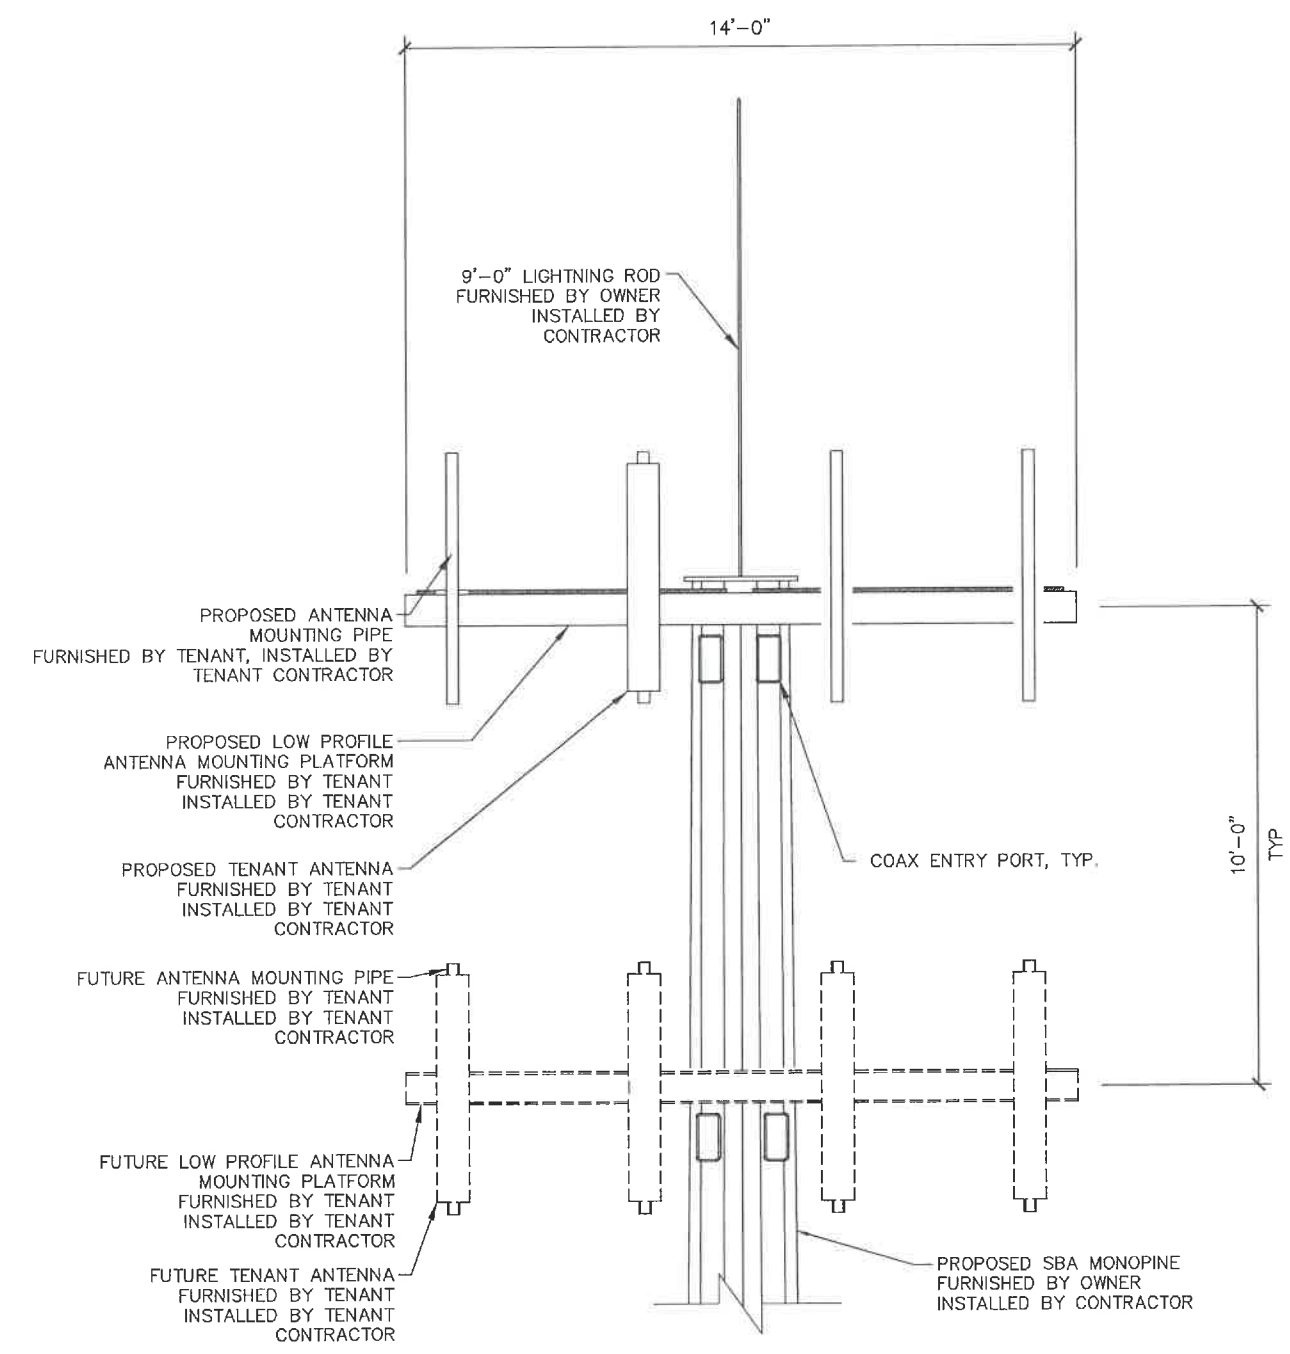 14'-0"
9'-0" LIGHTNING ROD
FURNISHED BY OWNER
INSTALLED BY
CONTRACTOR
PROPOSED ANTENNA
MOUNTING PIPE
FURNISHED BY TENANT, INSTALLED BY
TENANT CONTRACTOR
PROPOSED LOW PROFILE
ANTENNA MOUNTING PLATFORM
FURNISHED BY TENANT
INSTALLED BY TENANT
CONTRACTOR
10'-0"
TYP
COAX ENTRY PORT, TYP.
PROPOSED TENANT ANTENNA
FURNISHED BY TENANT
INSTALLED BY TENANT
CONTRACTOR
FUTURE ANTENNA MOUNTING PIPE
FURNISHED BY TENANT
INSTALLED BY TENANT
CONTRACTOR
FUTURE LOW PROFILE ANTENNA
MOUNTING PLATFORM
FURNISHED BY TENANT
INSTALLED BY TENANT
CONTRACTOR
FUTURE TENANT ANTENNA
FURNISHED BY TENANT
INSTALLED BY TENANT
CONTRACTOR
PROPOSED SBA MONOPINE
FURNISHED BY OWNER
INSTALLED BY CONTRACTOR